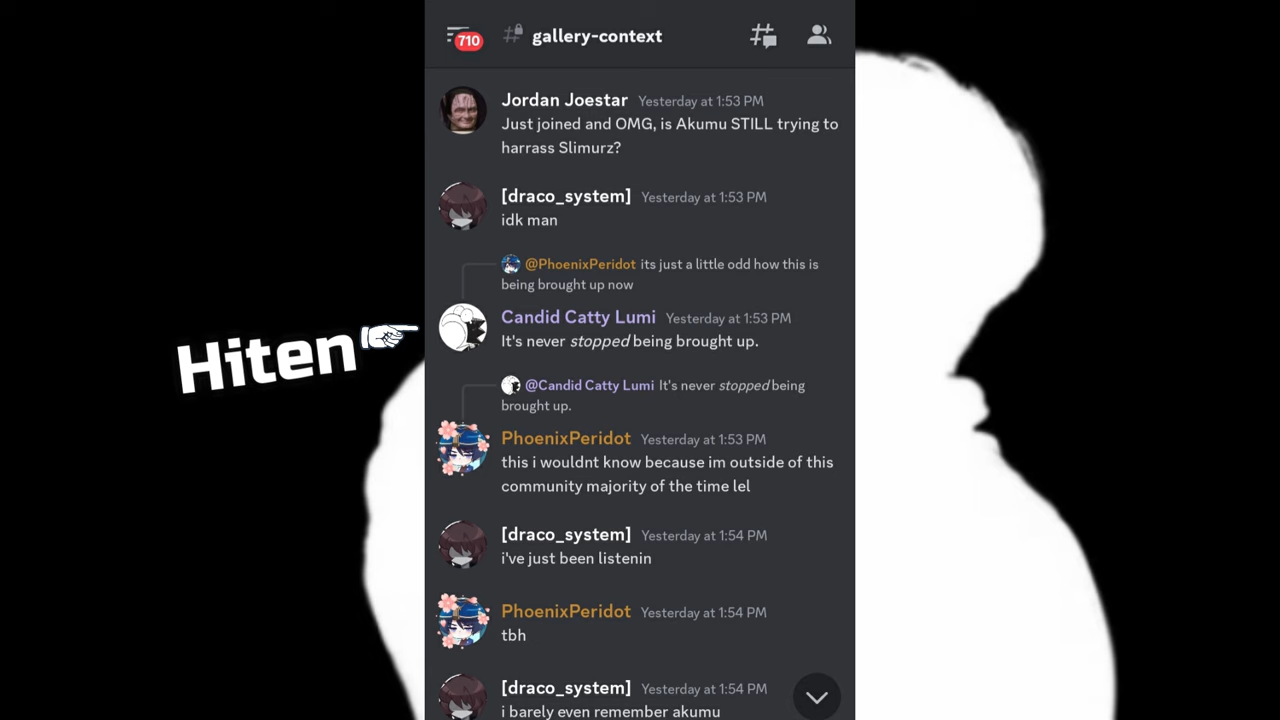 710
gallery-context
Jordan Joestar Yesterday at 1:53 PM
Just joined and OMG, is Akumu STILL trying to
harrass Slimurz?
[draco_system] Yesterday at 1:53 PM
idk man
@PhoenixPeridot its just a little odd how this is
being brought up now
Hiten
Candid Catty Lumi Yesterday at 1:53 PM
It's never stopped being brought up.
@Candid Catty Lumi It's never stopped being
brought up.
PhoenixPeridot Yesterday at 1:53 PM
this i wouldnt know because im outside of this
community majority of the time lel
[draco_system] Yesterday at 1:54 PM
i've just been listenin
PhoenixPeridot Yesterday at 1:54 PM
tbh
[draco_system] Yesterday at 1:54 PM
i barely even remember akumu